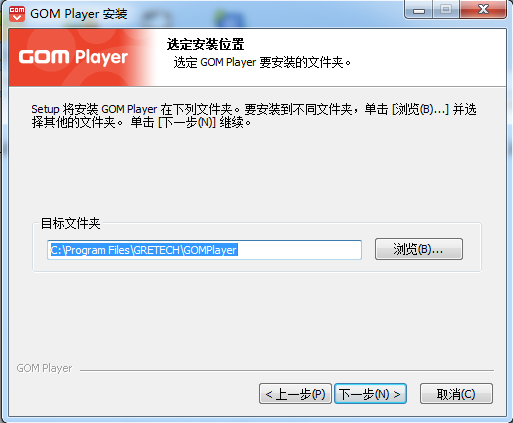 GOM Player 安装
GOM Player
选定安装位置
选定 GOM Player 要安装的文件夹。
Setup 将安装 GOM Player 在下列文件夹。要安装到不同文件夹，单击 [浏览(B)...] 并选
择其他的文件夹。 单击 [下一步(N)] 继续。
目标文件夹
C:\Program Files\GRETECH\GOMPlayer
浏览(B)...
GOM Player
< 上一步(P)
下一步(N) >
取消(C)